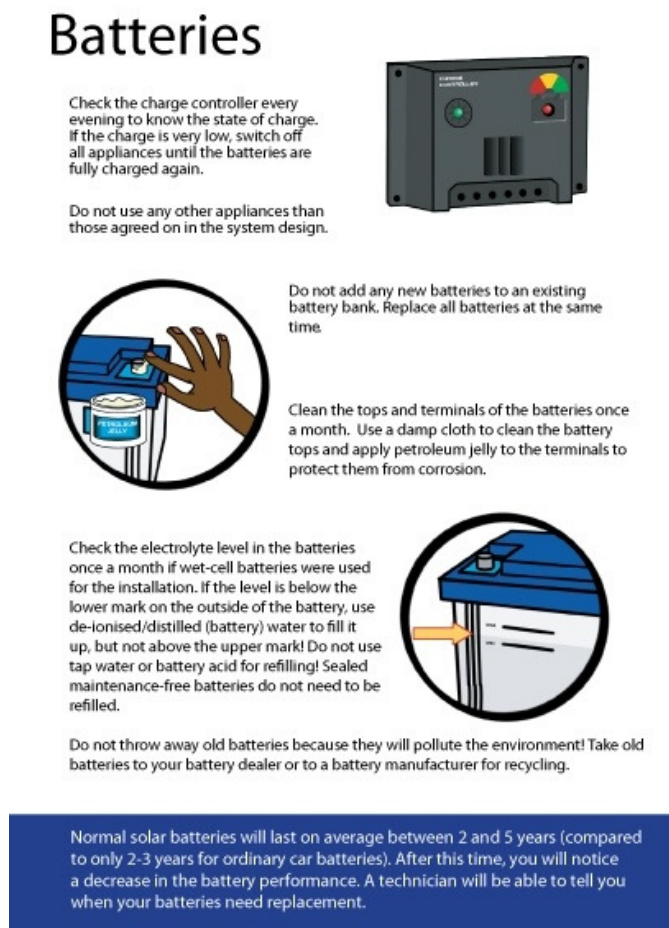 Batteries
Check the charge controller every
evening to know the state of charge.
If the charge is very low, switch off
all appliances until the batteries are
fully charged again.
Do not use any other appliances than
those agreed on in the system design.
CHARGE
CONTROLLER
Do not add any new batteries to an existing
battery bank. Replace all batteries at the same
time.
PETROLEUM
JELLY
Clean the tops and terminals of the batteries once
a month. Use a damp cloth to clean the battery
tops and apply petroleum jelly to the terminals to
protect them from corrosion.
Check the electrolyte level in the batteries
once a month if wet-cell batteries were used
for the installation. If the level is below the
lower mark on the outside of the battery, use
de-ionised/distilled (battery) water to fill it
up, but not above the upper mark! Do not use
tap water or battery acid for refilling! Sealed
maintenance-free batteries do not need to be
refilled.
Do not throw away old batteries because they will pollute the environment! Take old
batteries to your battery dealer or to a battery manufacturer for recycling.
Normal solar batteries will last on average between 2 and 5 years (compared
to only 2-3 years for ordinary car batteries). After this time, you will notice
a decrease in the battery performance. A technician will be able to tell you
when your batteries need replacement.